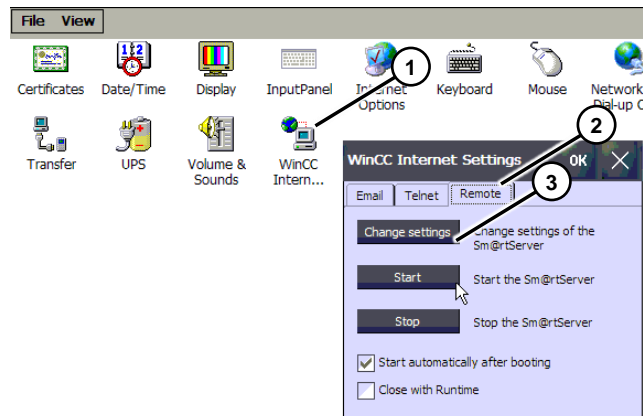 File View
Certificates Date/Time Display InputPanel Internet Options Keyboard Mouse Network Dial-up C
1
Transfer UPS Volume & Sounds WinCC Intern...
2
WinCC Internet Settings OK
3
Email Telnet Remote
Change settings Change settings of the
Sm@rtServer
Start Start the Sm@rtServer
Stop Stop the Sm@rtServer
Start automatically after booting
Close with Runtime